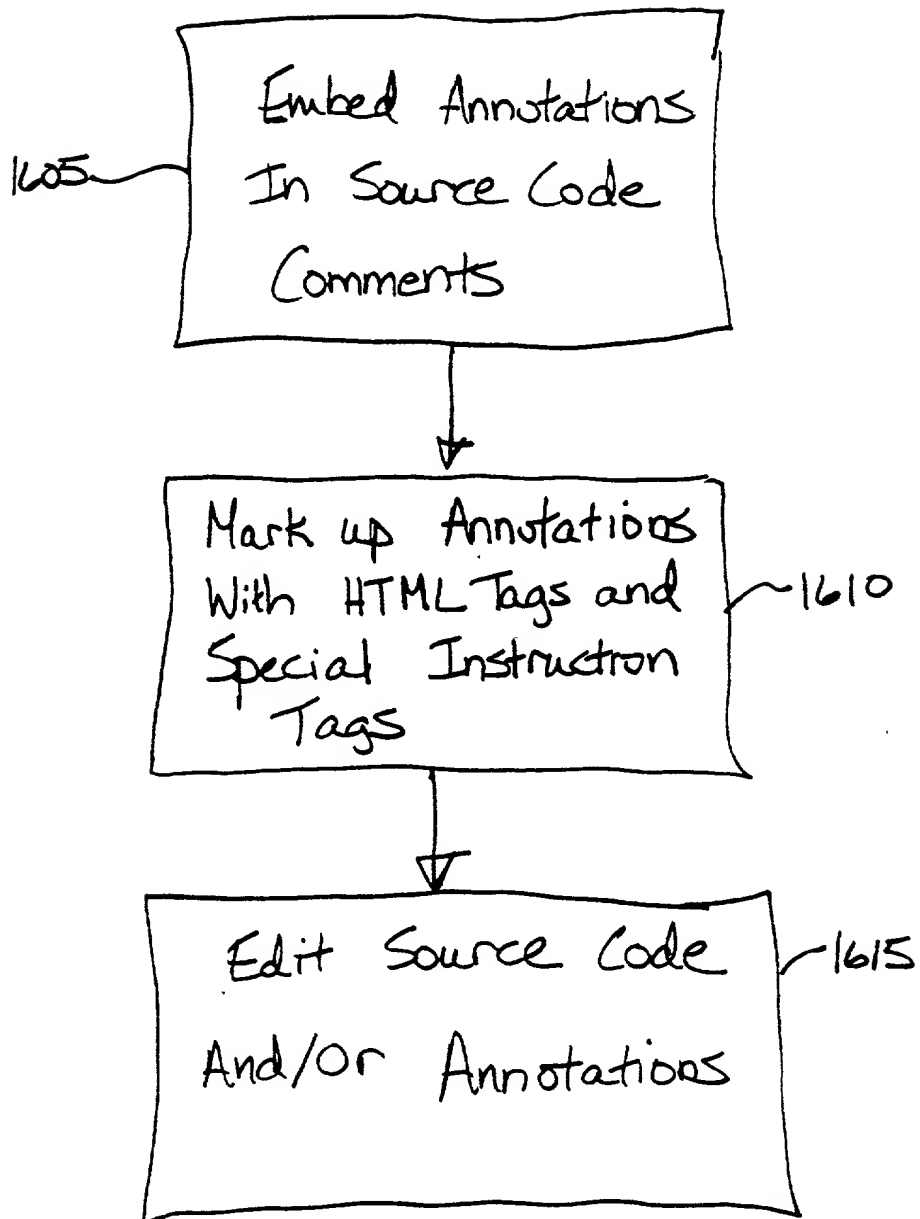 Embed Annotations
1605
In Source Code
Comments
Mark up Annotations
With HTML Tags and
1610
Special Instruction
Tags
Edit Source Code
1615
And/Or Annotations